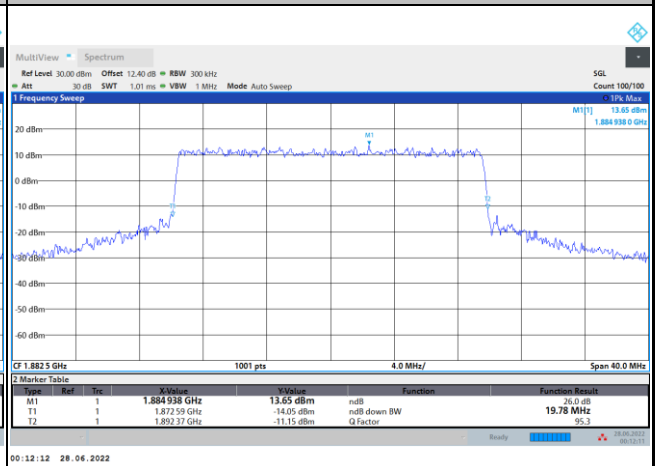 MultiView Spectrum
Ref Level 30.00 dBm Offset 12.40 dB RBW 300 kHz SGL
Att 30 dB SWT 1.01 ms VBW 1 MHz Mode Auto Sweep Count 100/100
1 Frequency Sweep 1Pk Max
M1[1] 13.65 dBm
1.884 938 0 GHz
20 dBm
M1
10 dBm
0 dBm
-10 dBm
T1
T2
-20 dBm
-30 dBm
-40 dBm
-50 dBm
-60 dBm
CF 1.882 5 GHz 1001 pts 4.0 MHz/ Span 40.0 MHz
2 Marker Table
Type Ref Trc X-Value Y-Value Function Function Result
M1 1 1.884 938 GHz 13.65 dBm ndB 26.0 dB
T1 1 1.872 59 GHz -14.05 dBm ndB down BW 19.78 MHz
T2 1 1.892 37 GHz -11.15 dBm Q Factor 95.3
Ready 28.06.2022
00:12:11
00:12:12 28.06.2022